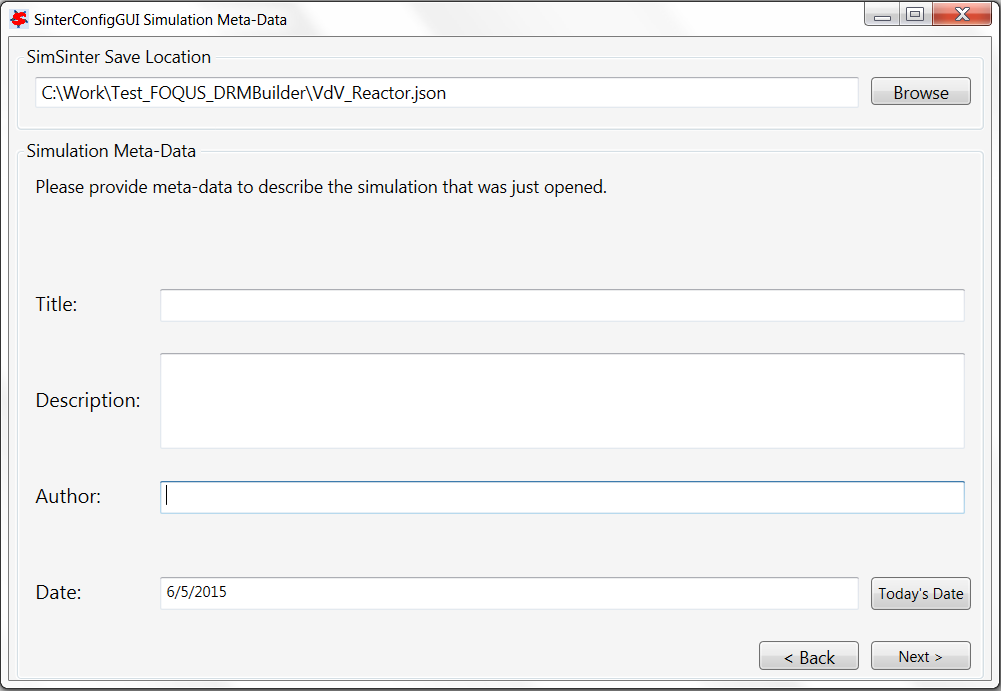 SinterConfigGUI Simulation Meta-Data
SimSinter Save Location
C:\Work\Test_FOQUS_DRMBuilder\VdV_Reactor.json
Browse
Simulation Meta-Data
Please provide meta-data to describe the simulation that was just opened.
Title:
Description:
Author:
Date:
6/5/2015
Today's Date
< Back
Next >